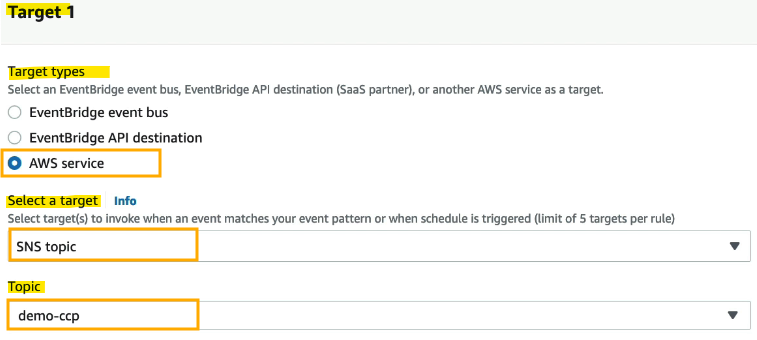 Target 1
Target types
Select an EventBridge event bus, EventBridge API destination (SaaS partner), or another AWS service as a target.
EventBridge event bus
EventBridge API destination
AWS service
Select a target Info
Select target(s) to invoke when an event matches your event pattern or when schedule is triggered (limit of 5 targets per rule)
SNS topic
Topic
demo-ccp